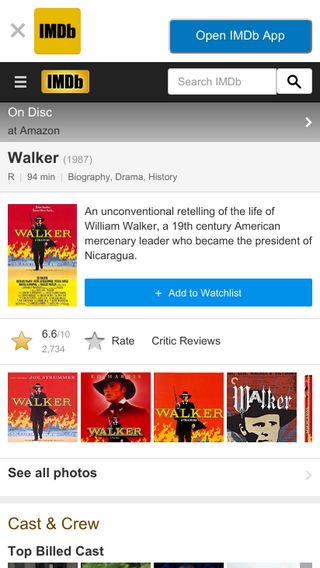 IMDb
Open IMDb App
IMDb
Search IMDb
On Disc
at Amazon
Walker (1987)
R | 94 min | Biography, Drama, History
WALKER
An unconventional retelling of the life of
William Walker, a 19th century American
mercenary leader who became the president of
Nicaragua.
+ Add to Watchlist
6.6/10
2,734
Rate
Critic Reviews
JOE STRUMMER
WALKER
ED HARRIS
WALKER
WALKER
Walker
See all photos
Cast & Crew
Top Billed Cast